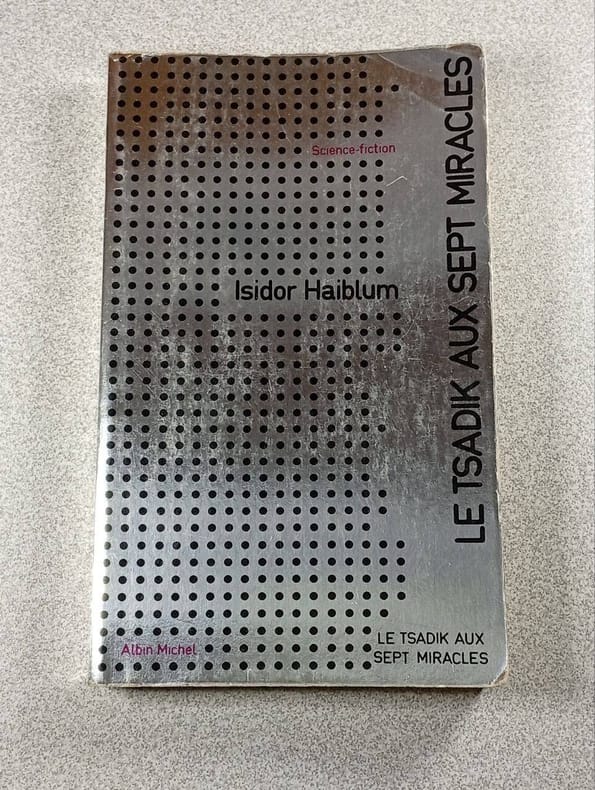 Science-fiction
Isidor Haiblum
LE TSADIK AUX SEPT MIRACLES
Albin Michel
LE TSADIK AUX
SEPT MIRACLES